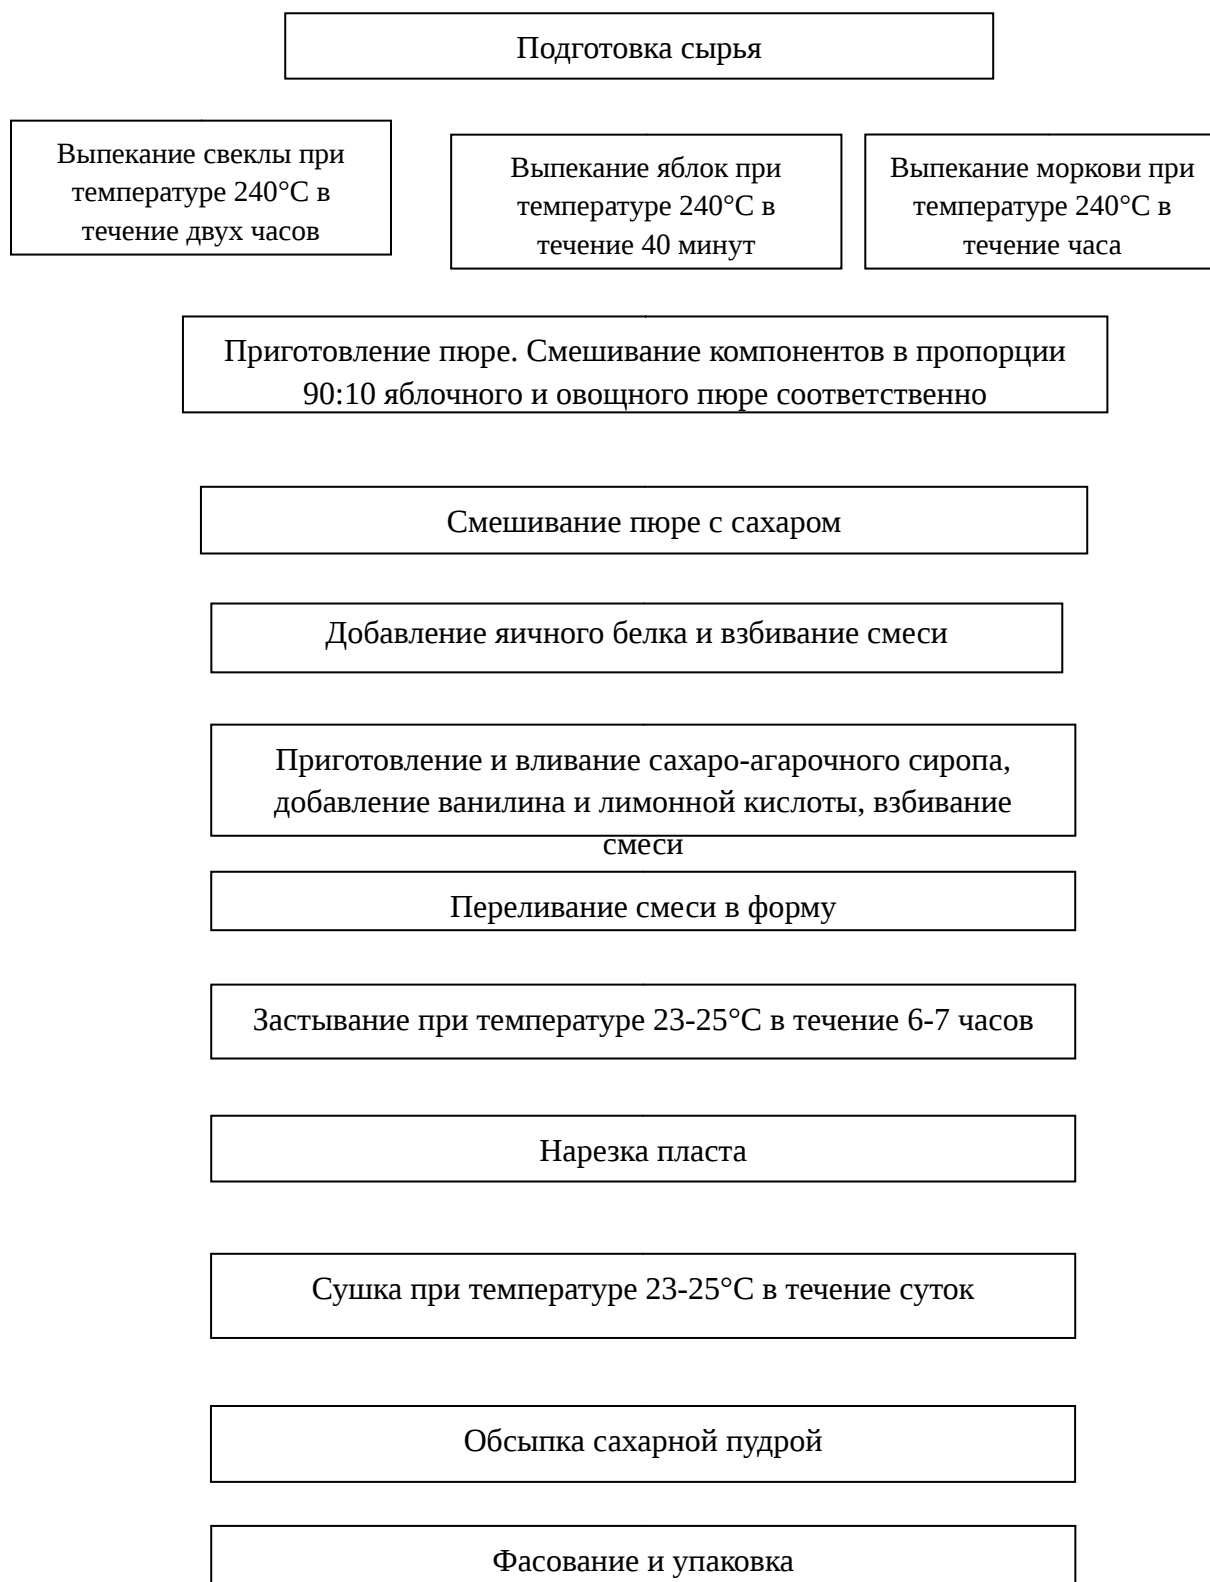 Подготовка сырья
Выпекание свеклы при
температуре 240°С в
течение двух часов
Выпекание яблок при
температуре 240°С в
течение 40 минут
Выпекание моркови при
температуре 240°С в
течение часа
Приготовление пюре. Смешивание компонентов в пропорции
90:10 яблочного и овощного пюре соответственно
Смешивание пюре с сахаром
Добавление яичного белка и взбивание смеси
Приготовление и вливание сахаро-агарочного сиропа,
добавление ванилина и лимонной кислоты, взбивание
смеси
Переливание смеси в форму
Застывание при температуре 23-25°С в течение 6-7 часов
Нарезка пласта
Сушка при температуре 23-25°С в течение суток
Обсыпка сахарной пудрой
Фасование и упаковка